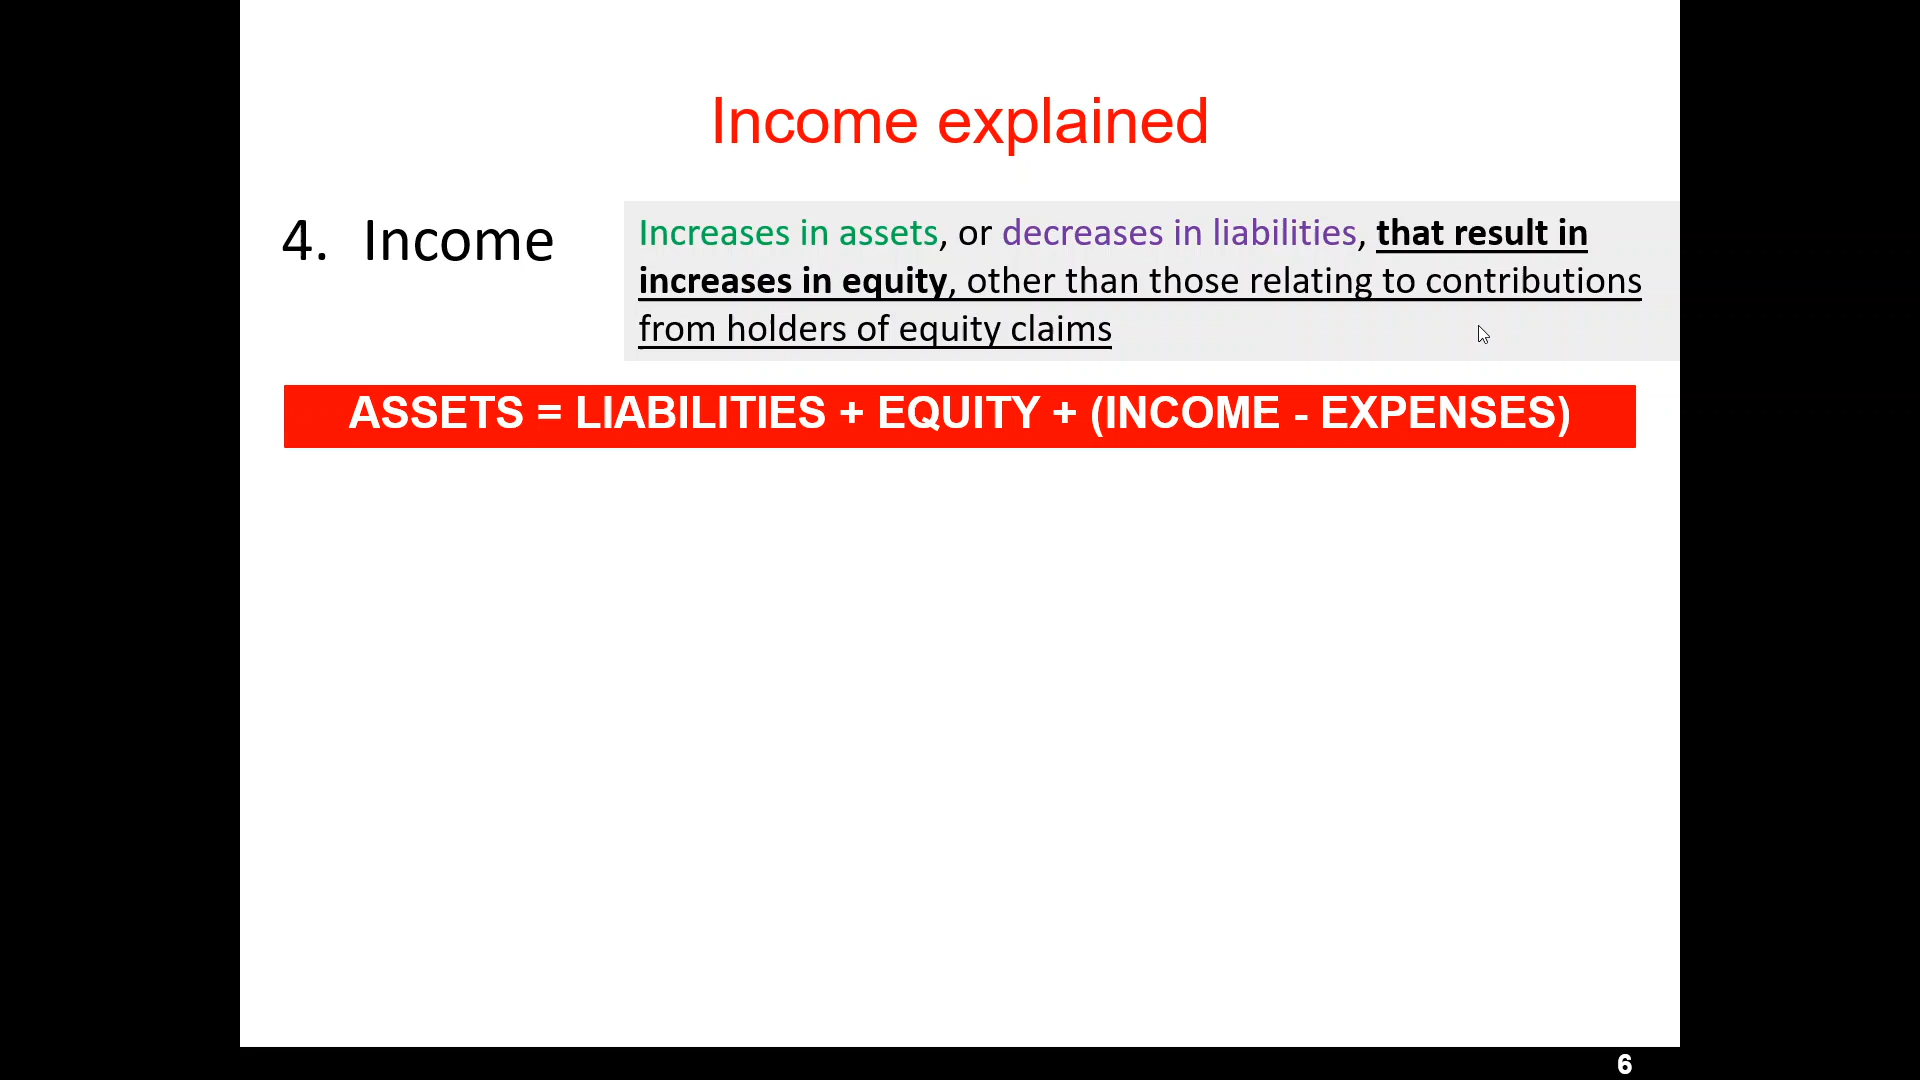 Income explained
4. Income
Increases in assets, or decreases in liabilities, that result in
increases in equity, other than those relating to contributions
from holders of equity claims
ASSETS = LIABILITIES + EQUITY + (INCOME - EXPENSES)
6